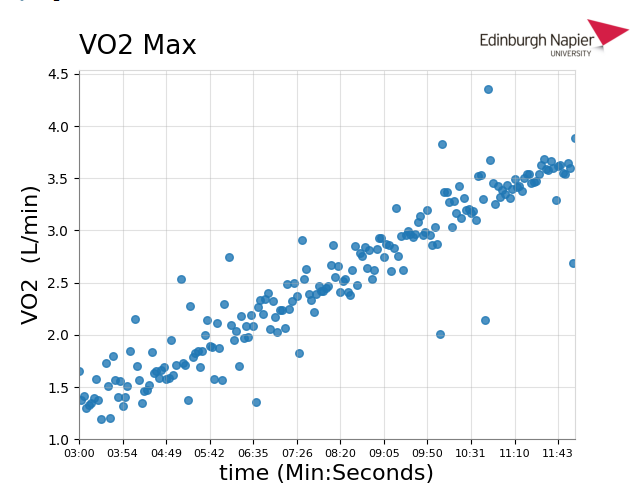 VO2 Max
Edinburgh Napier
UNIVERSITY
4.5
4.0
3.5
3.0
2.5
2.0
1.5
1.0
VO2 (L/min)
03:00 03:54 04:49 05:42 06:35 07:26 08:20 09:05 09:50 10:31 11:10 11:43
time (Min:Seconds)